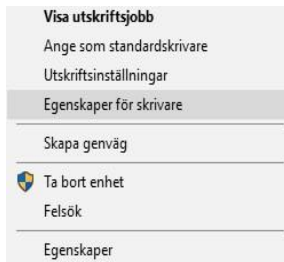 Visa utskriftsjobb
Ange som standardskrivare
Utskriftsinställningar
Egenskaper för skrivare
Skapa genväg
Ta bort enhet
Felsök
Egenskaper